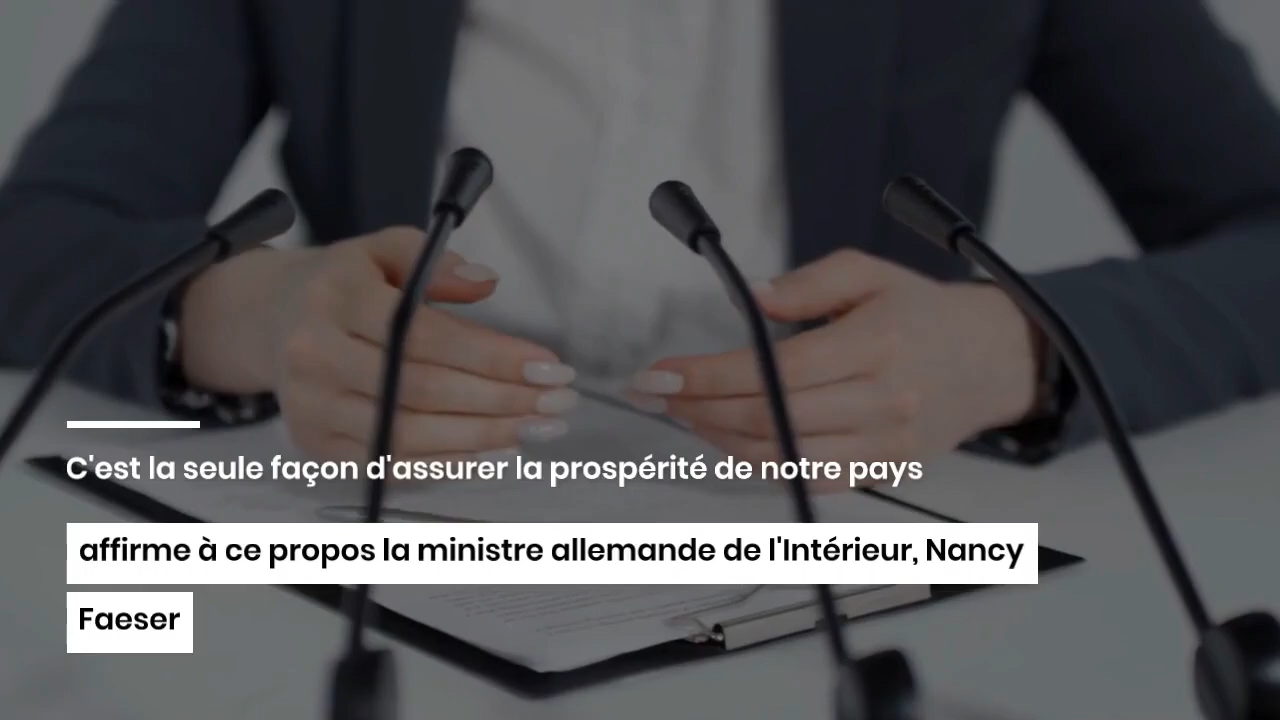 C'est la seule façon d'assurer la prospérité de notre pays
affirme à ce propos la ministre allemande de l'Intérieur, Nancy
Faeser